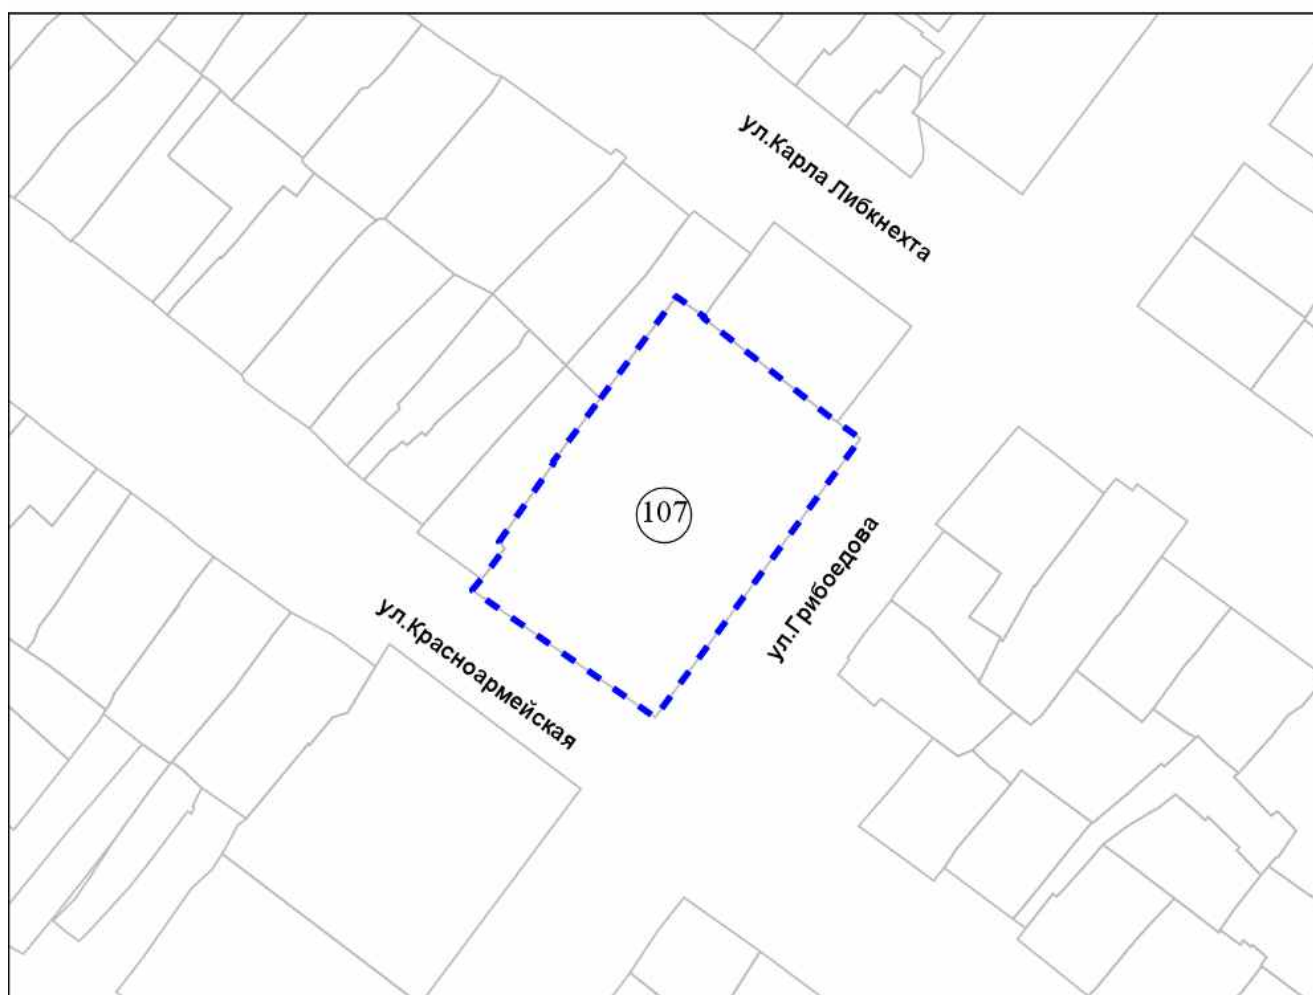 ул.Карла Либкнехта
107
ул.Грибоедова
ул.Красноармейская